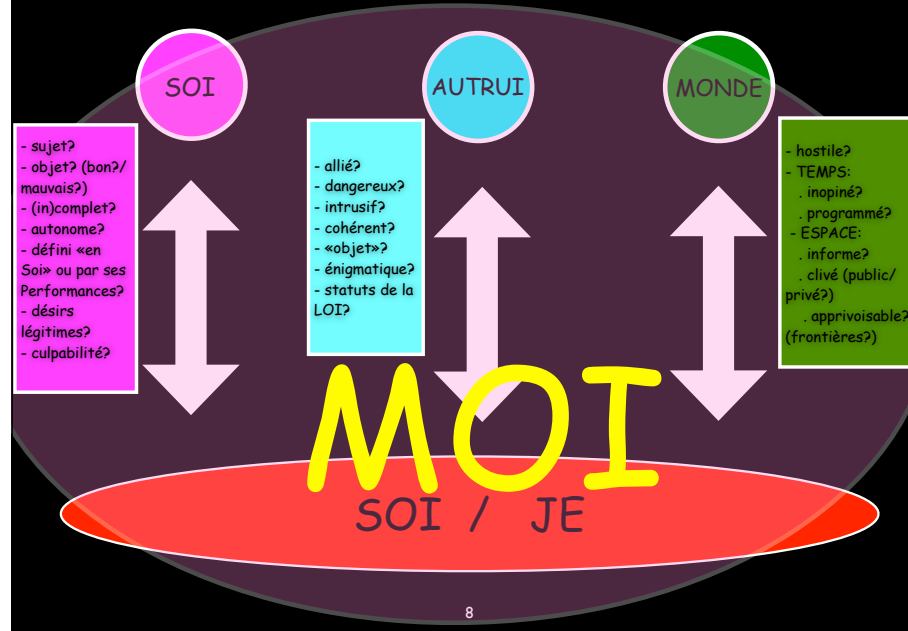 SOI
AUTRUI
MONDE
- sujet?
- objet? (bon?/
mauvais?)
- (in)complet?
- autonome?
- défini «en
Soi» ou par ses
Performances?
- désirs
légitimes?
- culpabilité?
- allié?
- dangereux?
- intrusif?
- cohérent?
- «objet»?
- énigmatique?
- statuts de la
LOI?
- hostile?
- TEMPS:
. inopiné?
. programmé?
- ESPACE:
. informe?
. clivé (public/
privé?)
. apprivoisable?
(frontières?)
MOI
SOI / JE
8